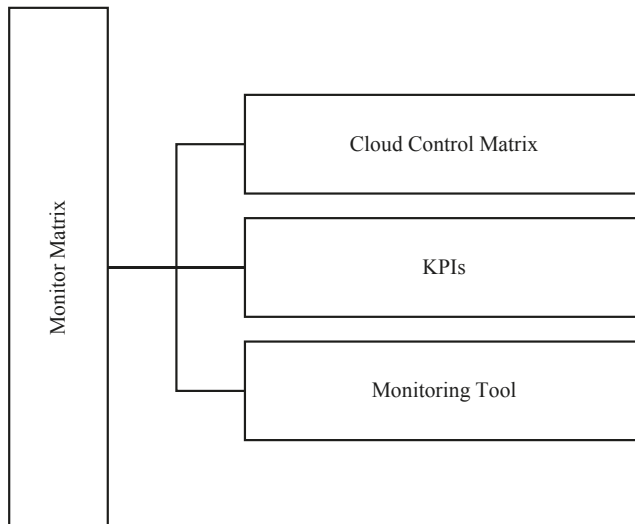 Monitor Matrix
Cloud Control Matrix
KPIs
Monitoring Tool